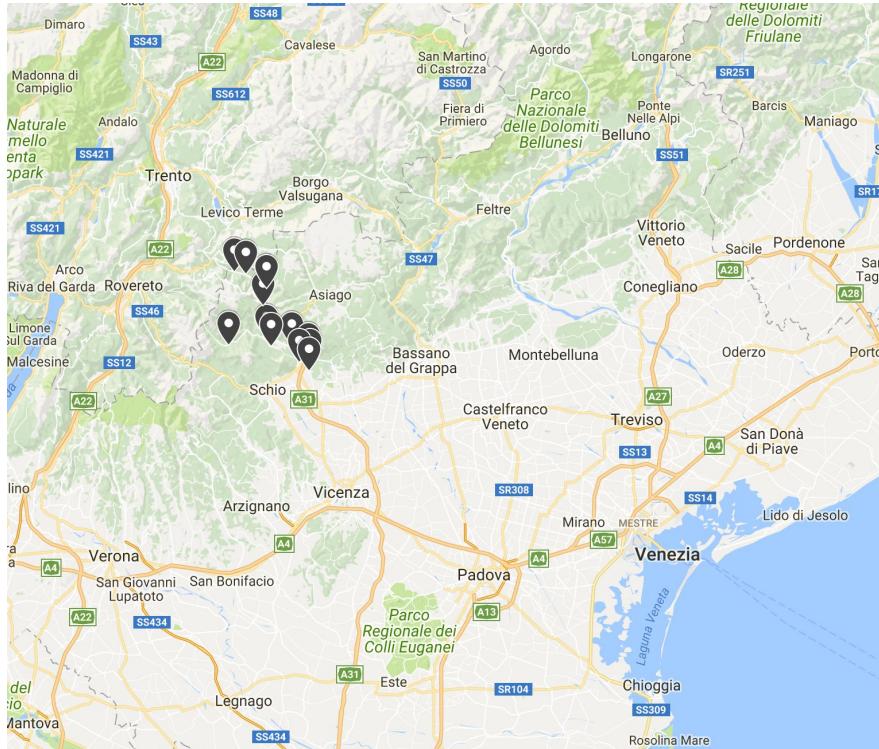 Dimaro
SS48
Regionale
delle Dolomiti
Friulane
SS43
Cavalese
A22
San Martino
di Castrozza
Agordo
Longarone
Madonna di
Campiglio
SS612
SS50
SR251
Parco
Nazionale
delle Dolomiti
Bellunesi
Fiera di
Primiero
Ponte
Nelle Alpi
Barcis
Maniago
Naturale
Andalo
Belluno
SS421
SS51
Trento
Borgo
Valsugana
Levico Terme
Feltre
SS421
Vittorio
Veneto
A22
SS47
Sacile
Pordenone
A28
Arco
Riva del Garda
Rovereto
Conegliano
A28
Asiago
SS46
Limone
Malcesine
SS12
Bassano
del Grappa
Montebelluna
Oderzo
Schio
A22
A31
A27
Castelfranco
Veneto
Treviso
A4
San Donà
di Piave
SS13
Vicenza
SR308
SS14
Arzignano
Mirano
MESTRE
Lido di Jesolo
A4
A57
Verona
Venezia
A4
A4
San Giovanni
Lupatoto
San Bonifacio
Padova
A22
SS434
A13
Parco
Regionale dei
Colli Euganei
Laguna Veneta
A31
Este
SR104
Chioggia
Legnago
SS309
Mantova
SS434
Rosolina Mare